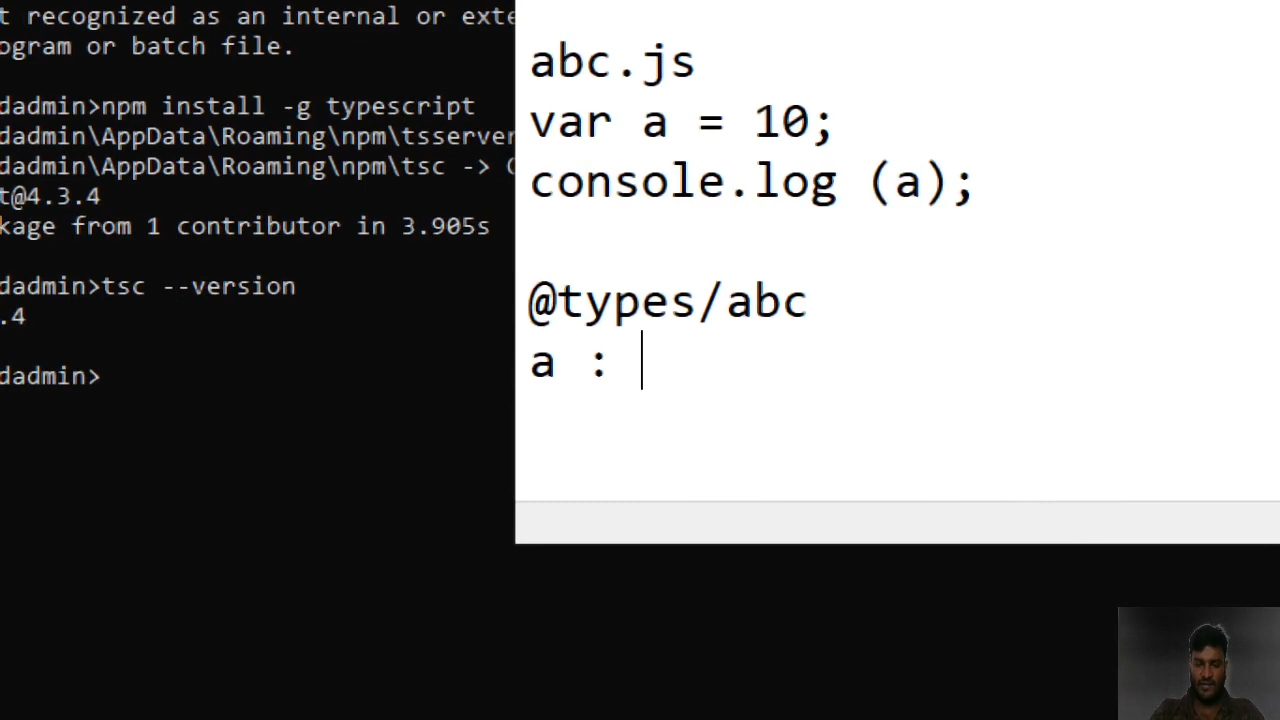 t recognized as an internal or exte
ogram or batch file.
dadmin>npm install -g typescript
dadmin\AppData\Roaming\npm\tsserver
dadmin\AppData\Roaming\npm\tsc -> C
t@4.3.4
kage from 1 contributor in 3.905s
dadmin>tsc --version
.4
dadmin>
abc.js
var a = 10;
console.log (a);
@types/abc
a :